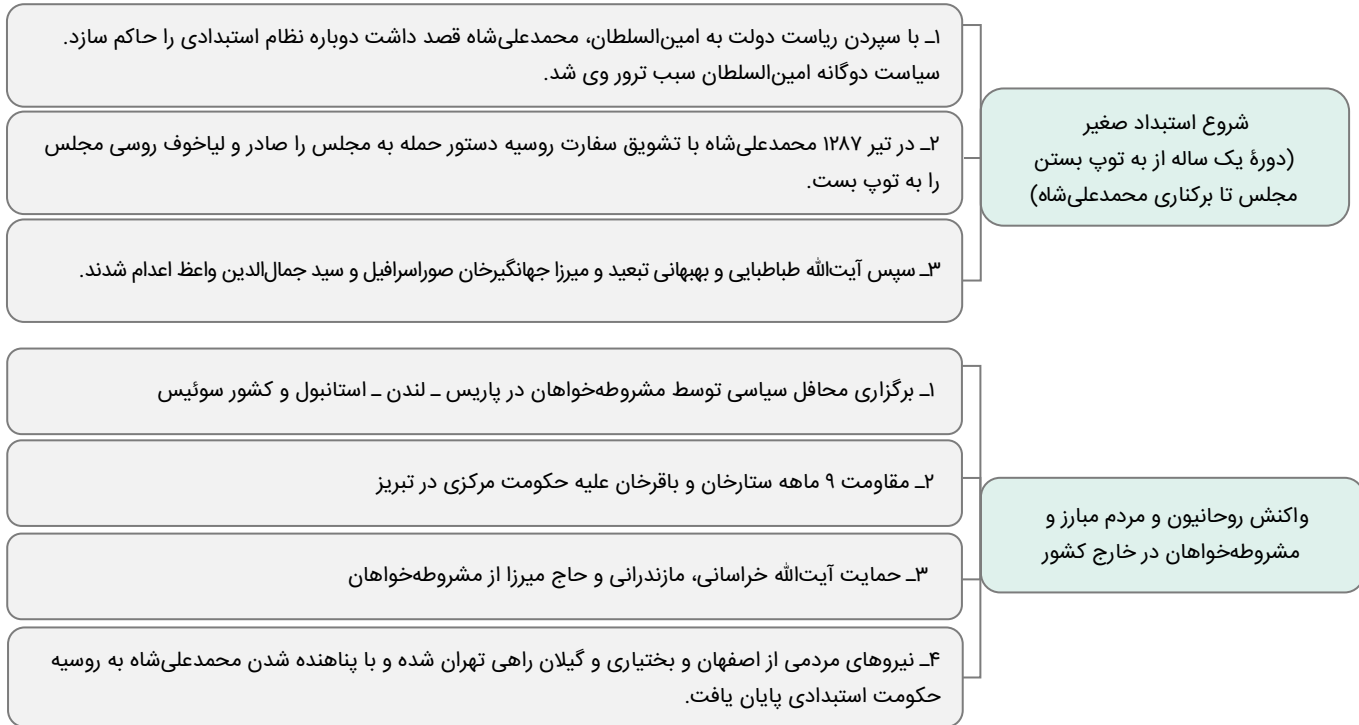 شروع استبداد صغیر
(دورهٔ یک ساله از به توپ بستن
مجلس تا برکناری محمدعلی‌شاه)
۱ـ با سپردن ریاست دولت به امین‌السلطان، محمدعلی‌شاه قصد داشت دوباره نظام استبدادی را حاکم سازد.
سیاست دوگانه امین‌السلطان سبب ترور وی شد.
۲ـ در تیر ۱۲۸۷ محمدعلی‌شاه با تشویق سفارت روسیه دستور حمله به مجلس را صادر و لیاخوف روسی مجلس
را به توپ بست.
۳ـ سپس آیت‌الله طباطبایی و بهبهانی تبعید و میرزا جهانگیرخان صوراسرافیل و سید جمال‌الدین واعظ اعدام شدند.
واکنش روحانیون و مردم مبارز و
مشروطه‌خواهان در خارج کشور
۱ـ برگزاری محافل سیاسی توسط مشروطه‌خواهان در پاریس ـ لندن ـ استانبول و کشور سوئیس
۲ـ مقاومت ۹ ماهه ستارخان و باقرخان علیه حکومت مرکزی در تبریز
۳ـ حمایت آیت‌الله خراسانی، مازندرانی و حاج میرزا از مشروطه‌خواهان
۴ـ نیروهای مردمی از اصفهان و بختیاری و گیلان راهی تهران شده و با پناهنده شدن محمدعلی‌شاه به روسیه
حکومت استبدادی پایان یافت.